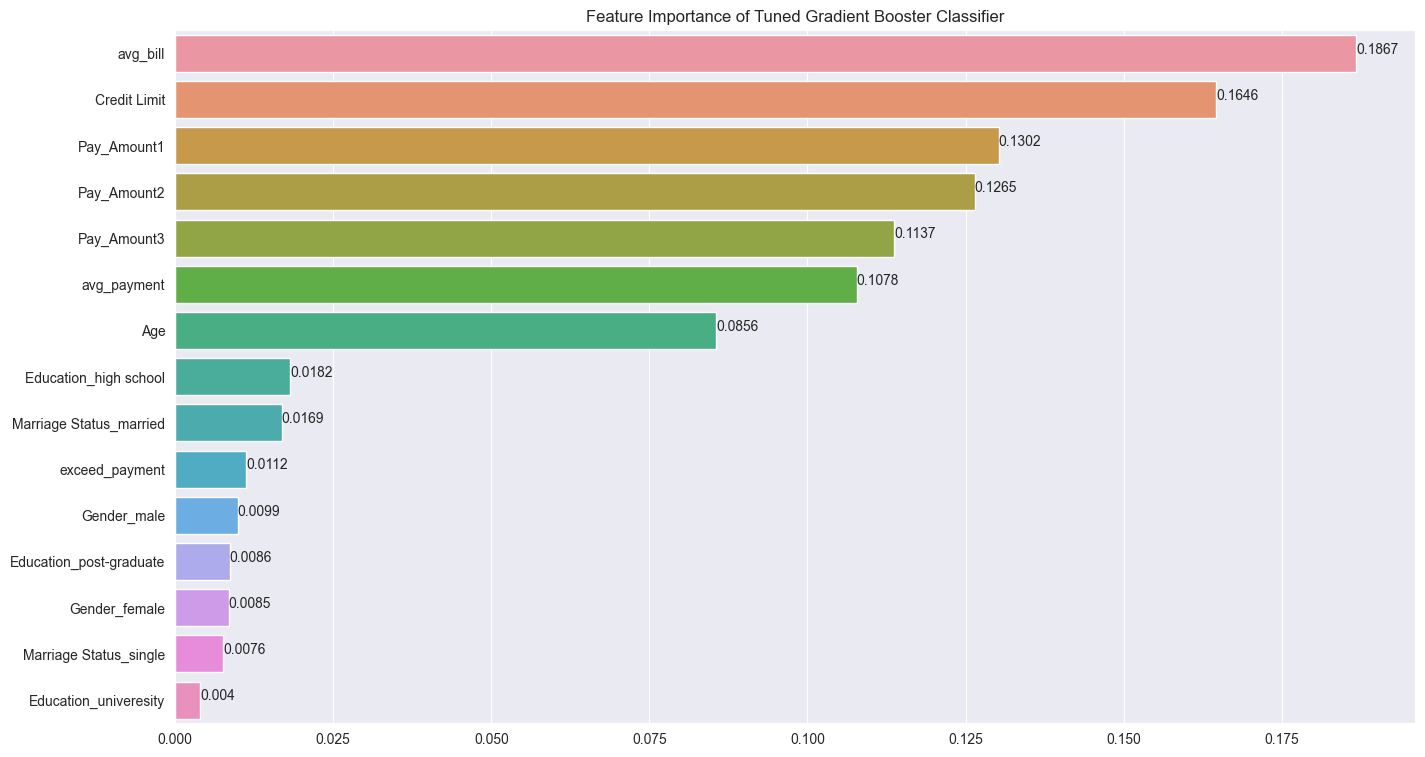 Feature Importance of Tuned Gradient Booster Classifier
avg_bill 0.1867
Credit Limit 0.1646
Pay_Amount1 0.1302
Pay_Amount2 0.1265
Pay_Amount3 0.1137
avg_payment 0.1078
Age 0.0856
Education_high school 0.0182
Marriage Status_married 0.0169
exceed_payment 0.0112
Gender_male 0.0099
Education_post-graduate 0.0086
Gender_female 0.0085
Marriage Status_single 0.0076
Education_univeresity 0.004
0.000 0.025 0.050 0.075 0.100 0.125 0.150 0.175